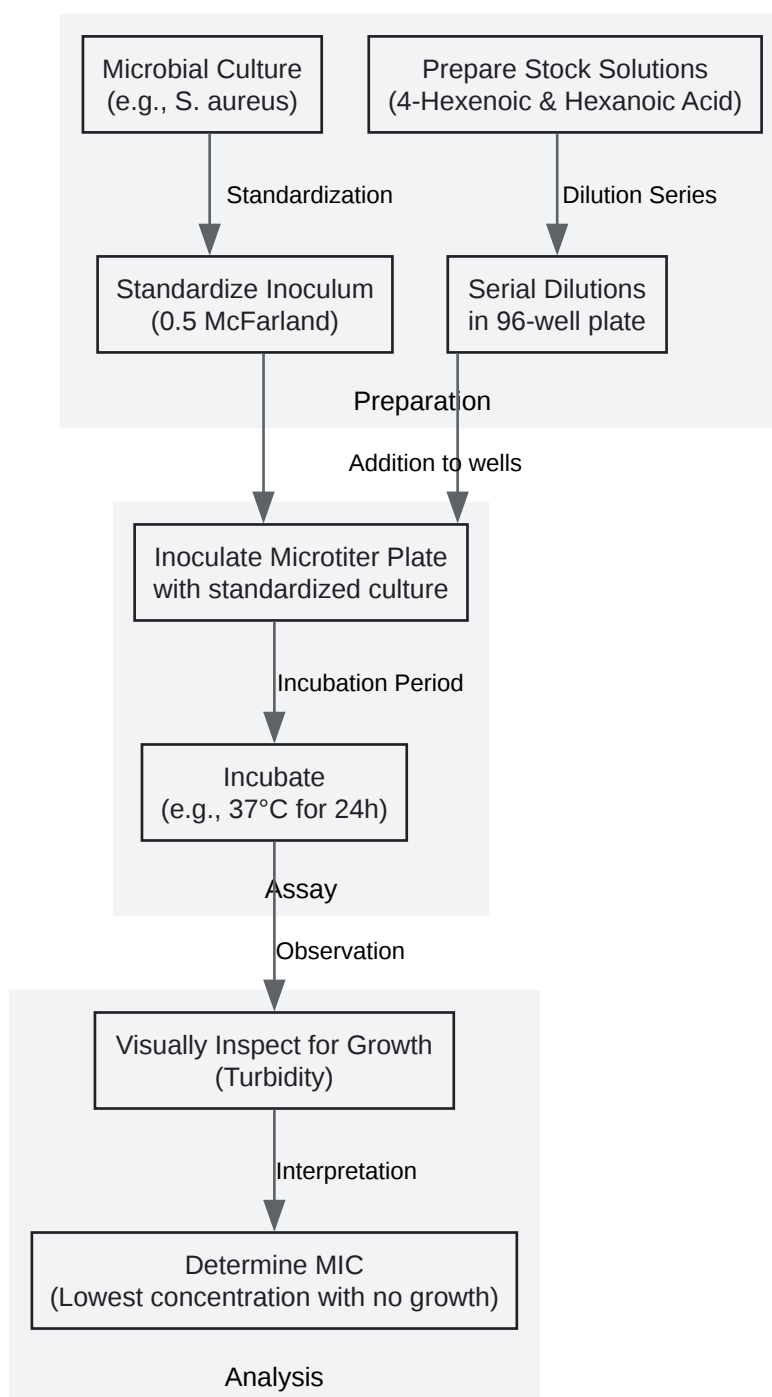 Microbial Culture
(e.g., S. aureus)
Prepare Stock Solutions
(4-Hexenoic & Hexanoic Acid)
Standardization
Dilution Series
Standardize Inoculum
(0.5 McFarland)
Serial Dilutions
in 96-well plate
Preparation
Addition to wells
Inoculate Microtiter Plate
with standardized culture
Incubation Period
Incubate
(e.g., 37°C for 24h)
Assay
Observation
Visually Inspect for Growth
(Turbidity)
Interpretation
Determine MIC
(Lowest concentration with no growth)
Analysis